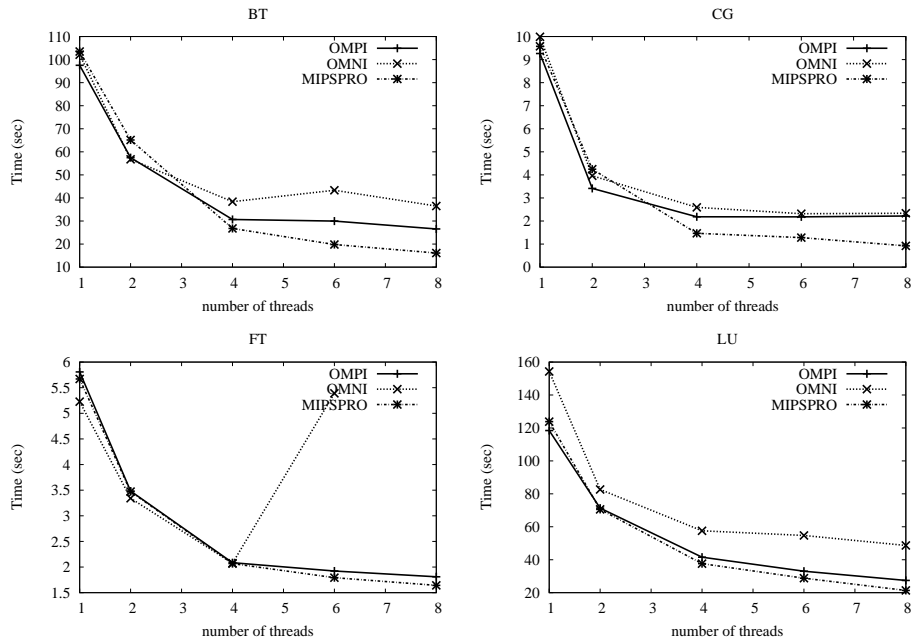 BT
110
100
90
80
70
60
50
40
30
20
10
Time (sec)
OMPI
OMNI
MIPSPRO
1 2 3 4 5 6 7 8
number of threads
CG
10
9
8
7
6
5
4
3
2
1
0
Time (sec)
OMPI
OMNI
MIPSPRO
1 2 3 4 5 6 7 8
number of threads
FT
6
5.5
5
4.5
4
3.5
3
2.5
2
1.5
Time (sec)
OMPI
OMNI
MIPSPRO
1 2 3 4 5 6 7 8
number of threads
LU
160
140
120
100
80
60
40
20
Time (sec)
OMPI
OMNI
MIPSPRO
1 2 3 4 5 6 7 8
number of threads